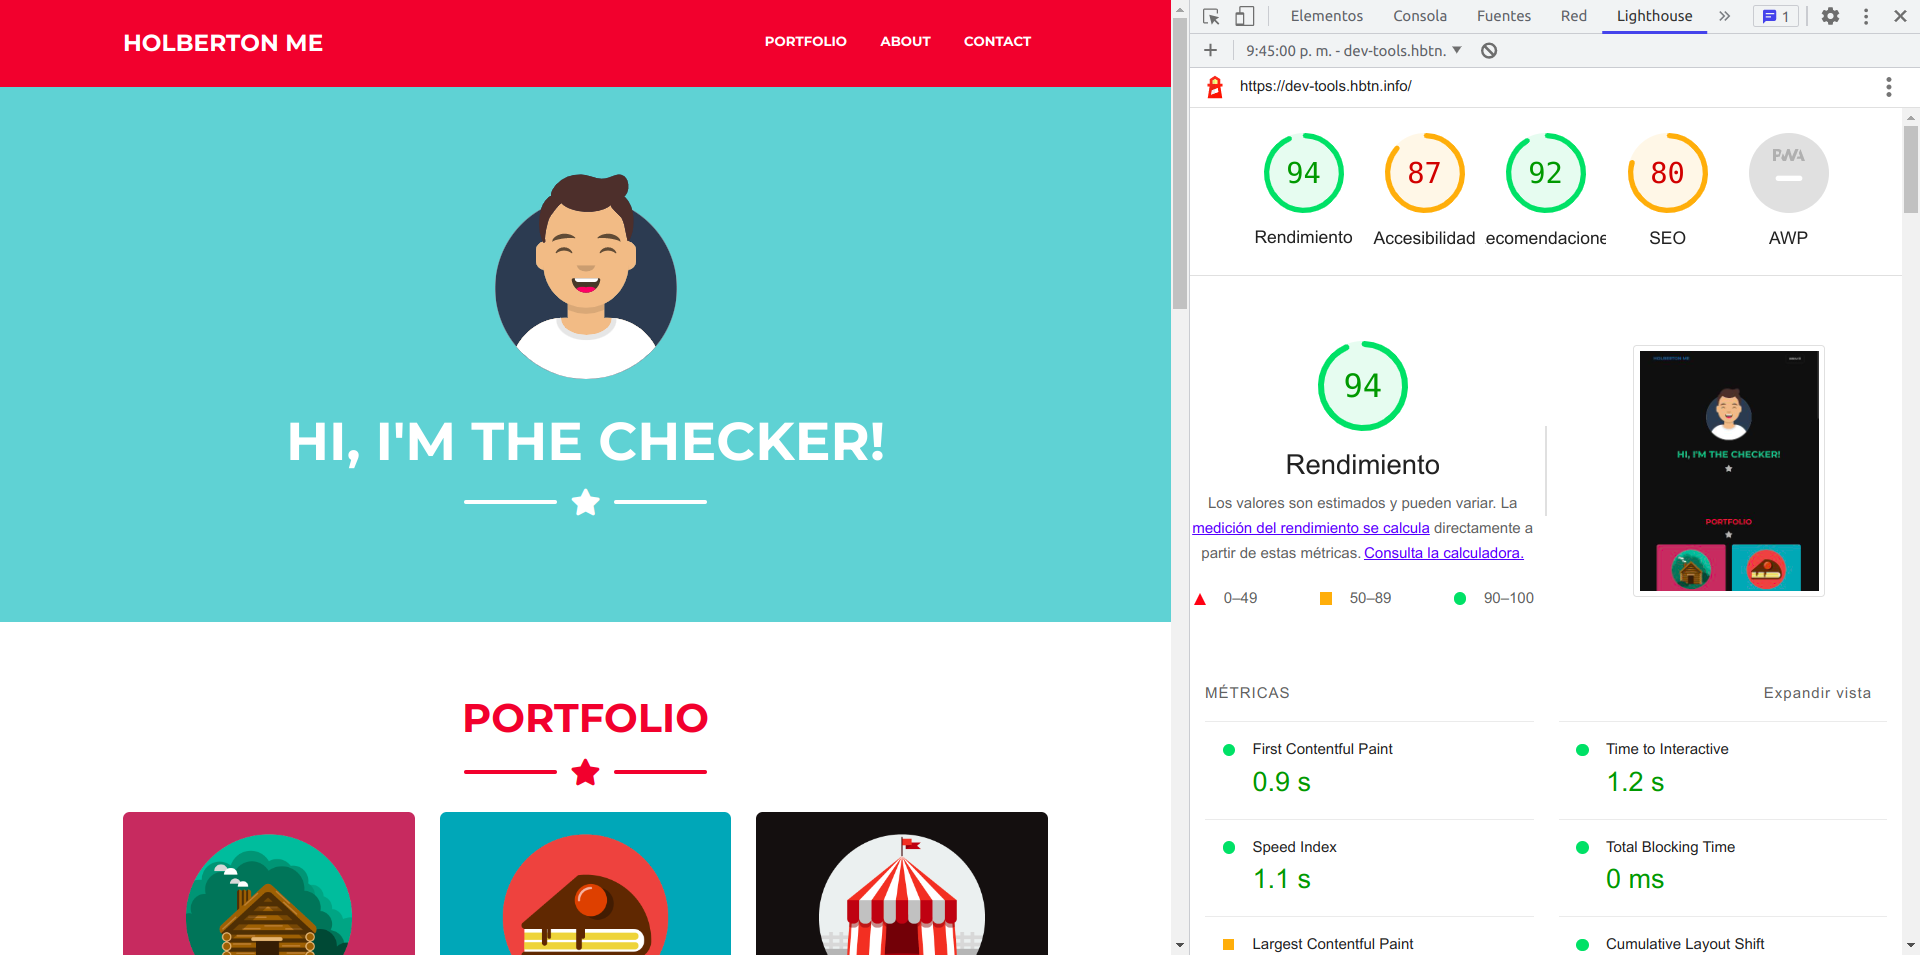 HOLBERTON ME
PORTFOLIO ABOUT CONTACT
HI, I'M THE CHECKER!
PORTFOLIO
Elementos Consola Fuentes Red Lighthouse 1
9:45:00 p. m. - dev-tools.hbtn.
https://dev-tools.hbtn.info/
94 87 92 80 PWA
Rendimiento Accesibilidad ecomendacione SEO AWP
94
Rendimiento
Los valores son estimados y pueden variar. La
medición del rendimiento se calcula directamente a
partir de estas métricas. Consulta la calculadora.
0–49 50–89 90–100
HOLBERTON ME
HI, I'M THE CHECKER!
PORTFOLIO
MÉTRICAS Expandir vista
First Contentful Paint
0.9 s
Time to Interactive
1.2 s
Speed Index
1.1 s
Total Blocking Time
0 ms
Largest Contentful Paint
Cumulative Layout Shift